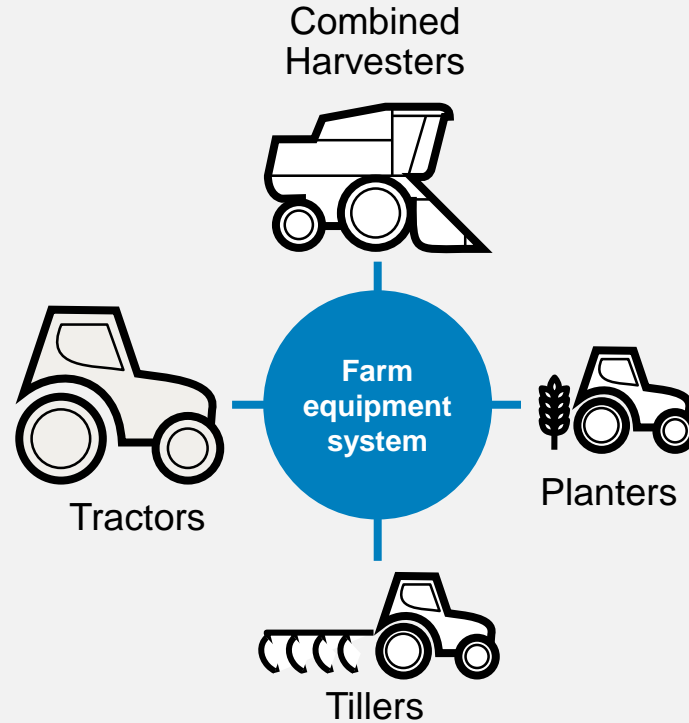 Combined
Harvesters
Farm
equipment
system
Tractors
Planters
Tillers